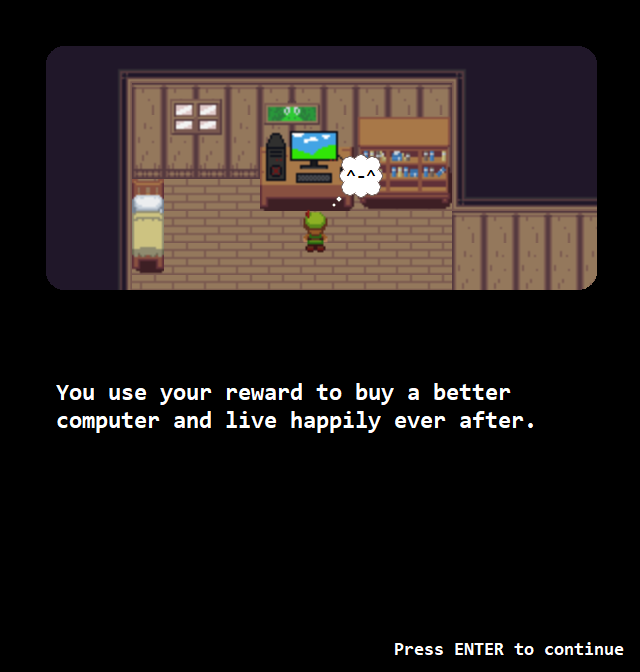 ^-^
You use your reward to buy a better
computer and live happily ever after.
Press ENTER to continue